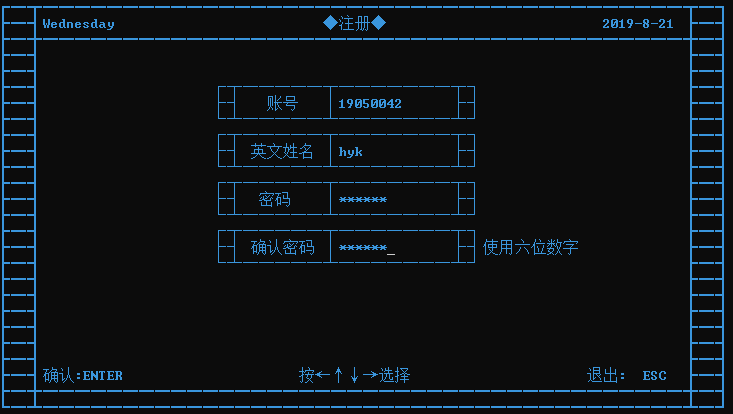 Wednesday ◆注册◆ 2019-8-21
账号 19050042
英文姓名 hyk
密码 ******
确认密码 ******_ 使用六位数字
确认:ENTER 按←↑↓→选择 退出: ESC